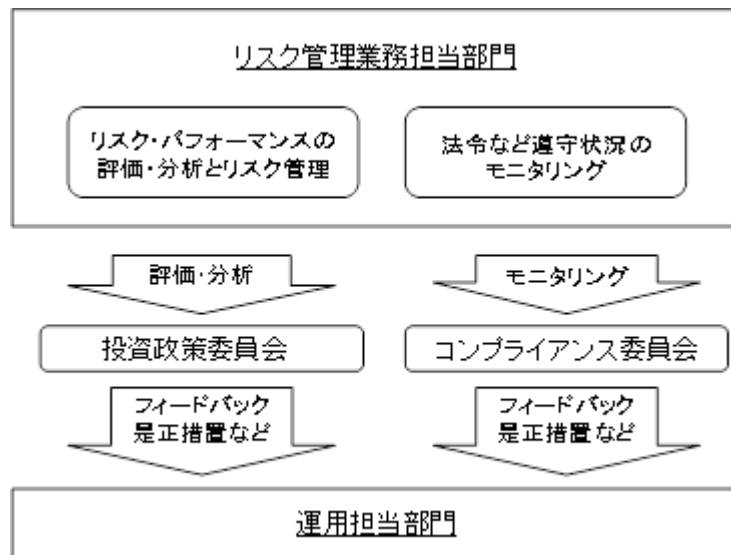 リスク管理業務担当部門
リスク・パフォーマンスの
評価・分析とリスク管理
法令など遵守状況の
モニタリング
評価・分析
モニタリング
投資政策委員会
コンプライアンス委員会
フィードバック
是正措置など
フィードバック
是正措置など
運用担当部門